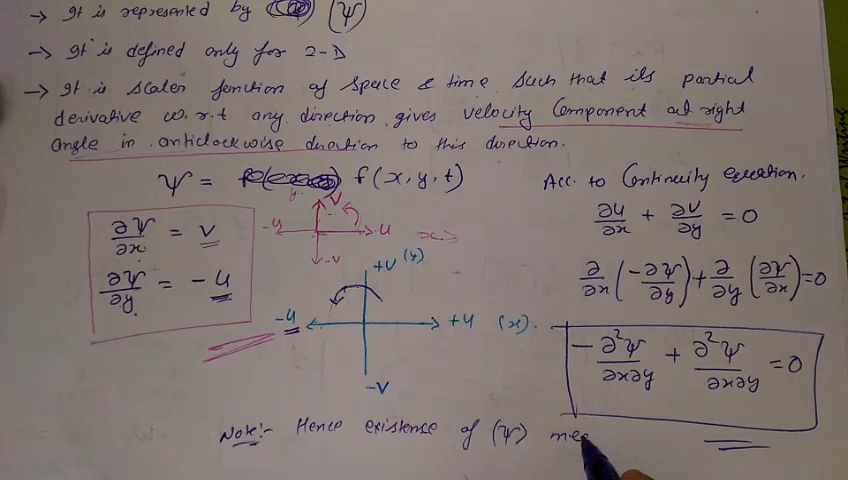 → It is represented by (ψ)
→ It is defined only for 2-D
→ It is scaler function of space & time such that its partial
derivative w.r.t any direction gives velocity component at right
angle in anticlockwise direction to this direction.
ψ = f(x, y, t)
∂ψ/∂x = v
∂ψ/∂y = -u
y
v
-u
u
-v
+v (y)
-u
+u (x).
-v
Acc. to Continuity equation.
∂u/∂x + ∂v/∂y = 0
∂/∂x (-∂ψ/∂y) + ∂/∂y (∂ψ/∂x) = 0
-∂²ψ/∂x∂y + ∂²ψ/∂x∂y = 0
Note:- Hence existence of (ψ) mea